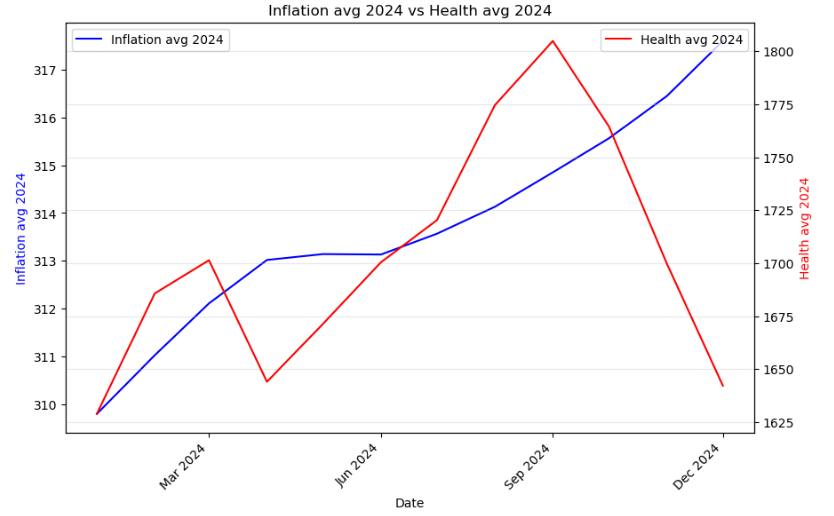 Inflation avg 2024 vs Health avg 2024
Inflation avg 2024
Health avg 2024
317
316
315
314
313
312
311
310
Inflation avg 2024
1800
1775
1750
1725
1700
1675
1650
1625
Health avg 2024
Mar 2024
Jun 2024
Sep 2024
Dec 2024
Date